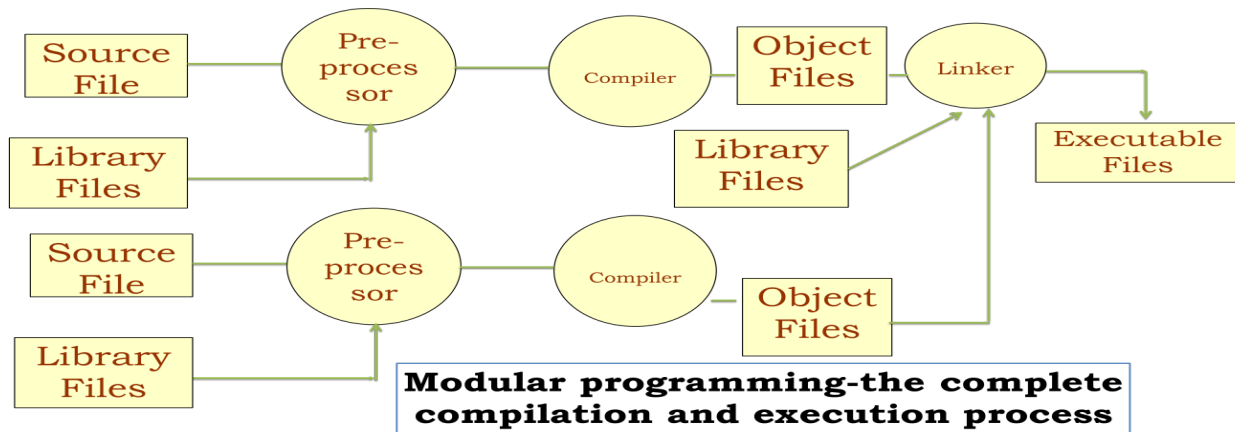 Source
File
Pre-
proces
sor
Compiler
Object
Files
Linker
Library
Files
Library
Files
Executable
Files
Source
File
Pre-
proces
sor
Compiler
Object
Files
Library
Files
Modular programming-the complete
compilation and execution process